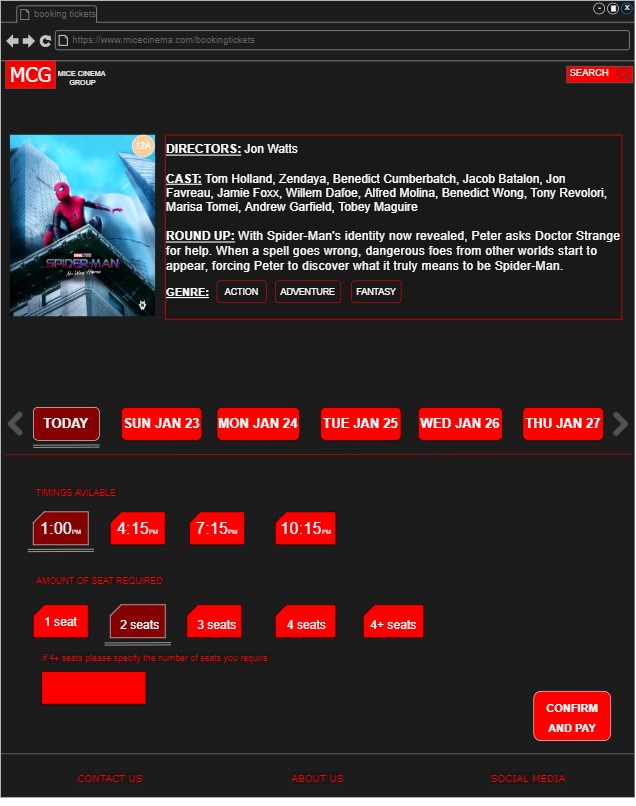 booking tickets
https://www.micecinema.com/bookingtickets
MCG
MICE CINEMA
GROUP
SEARCH
12A
DIRECTORS: Jon Watts
CAST: Tom Holland, Zendaya, Benedict Cumberbatch, Jacob Batalon, Jon
Favreau, Jamie Foxx, Willem Dafoe, Alfred Molina, Benedict Wong, Tony Revolori,
Marisa Tomei, Andrew Garfield, Tobey Maguire
ROUND UP: With Spider-Man's identity now revealed, Peter asks Doctor Strange
for help. When a spell goes wrong, dangerous foes from other worlds start to
appear, forcing Peter to discover what it truly means to be Spider-Man.
SPIDER-MAN
No Way Home
GENRE: ACTION ADVENTURE FANTASY
TODAY SUN JAN 23 MON JAN 24 TUE JAN 25 WED JAN 26 THU JAN 27
TIMINGS AVILABLE
1:00PM 4:15PM 7:15PM 10:15PM
AMOUNT OF SEAT REQUIRED
1 seat 2 seats 3 seats 4 seats 4+ seats
if 4+ seats please specify the number of seats you require
CONFIRM
AND PAY
CONTACT US ABOUT US SOCIAL MEDIA